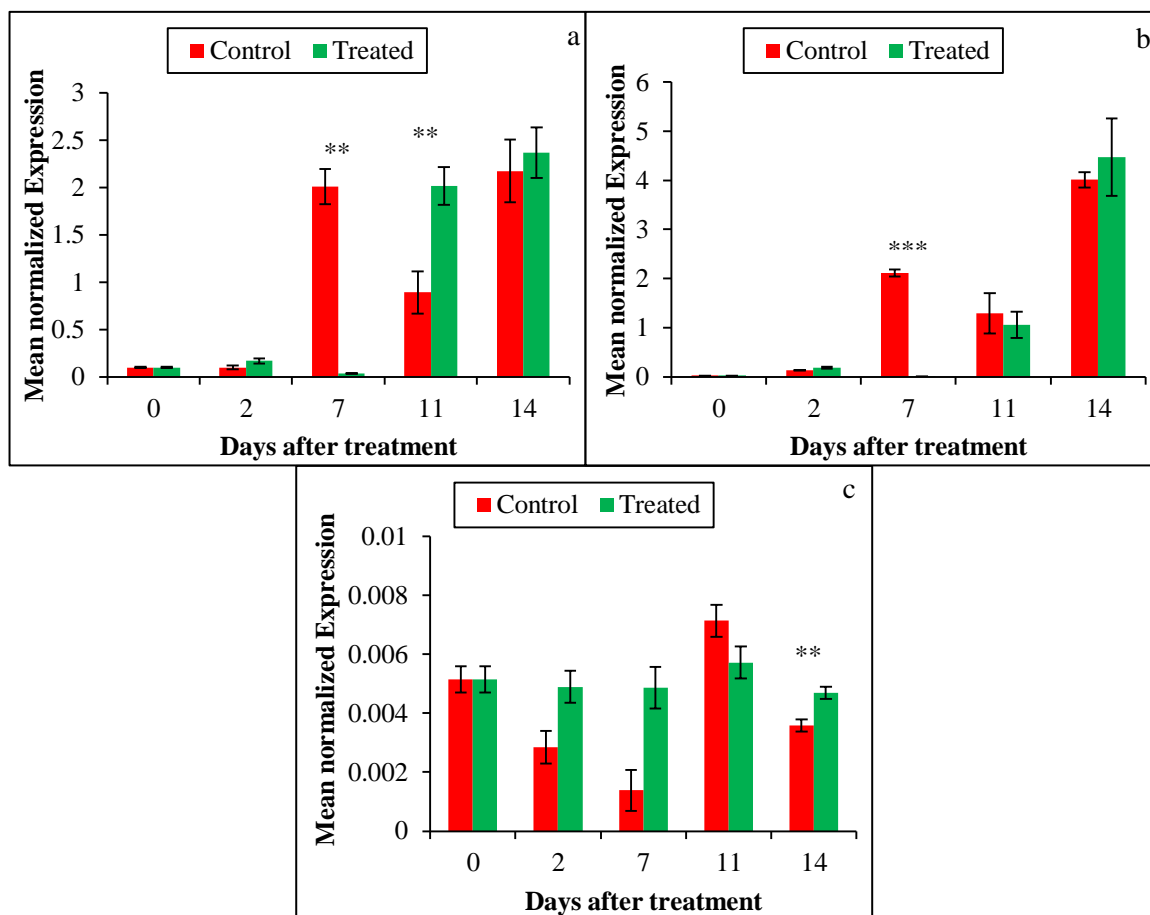 a
Control Treated
Mean normalized Expression
3
2.5
2
1.5
1
0.5
0
** **
0 2 7 11 14
Days after treatment
b
Control Treated
Mean normalized Expression
6
5
4
3
2
1
0
***
0 2 7 11 14
Days after treatment
c
Control Treated
Mean normalized Expression
0.01
0.008
0.006
0.004
0.002
0
**
0 2 7 11 14
Days after treatment